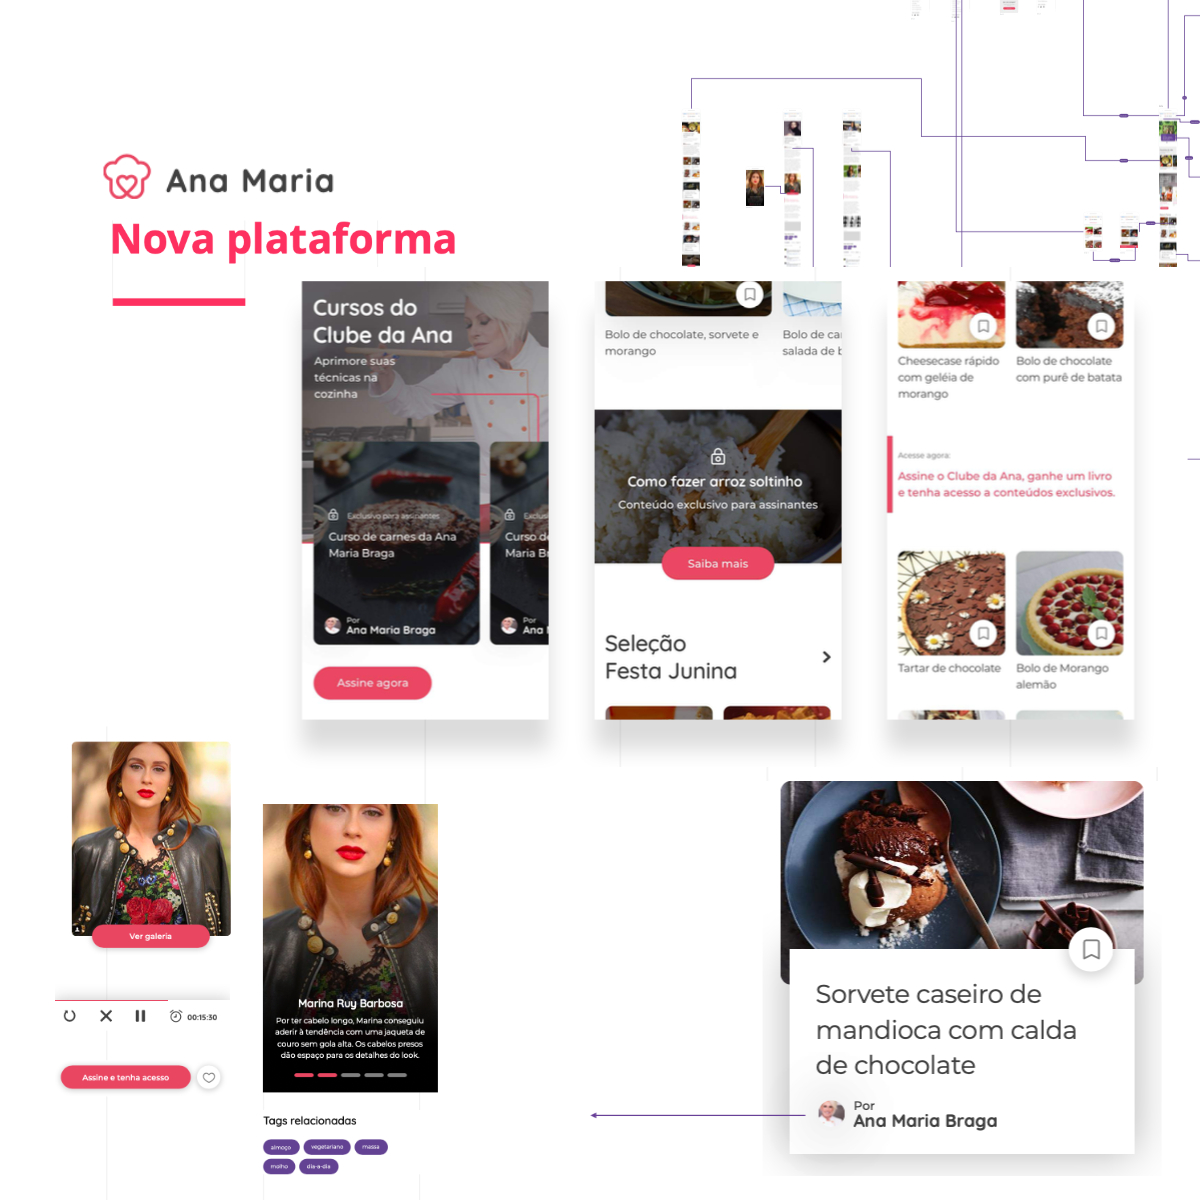 Ana Maria
Nova plataforma
Cursos do
Clube da Ana
Aprimore suas
técnicas na
cozinha
Exclusivo para assinantes
Curso de carnes da Ana
Maria Braga
Por
Ana Maria Braga
Exclusi
Curso
Maria B
Por
Ana
Assine agora
Bolo de chocolate, sorvete e
morango
Bolo de
salada de b
Como fazer arroz soltinho
Conteúdo exclusivo para assinantes
Saiba mais
Seleção
Festa Junina
Cheesecase rápido
com geléia de
morango
Bolo de chocolate
com purê de batata
Acesse agora:
Assine o Clube da Ana, ganhe um livro
e tenha acesso a conteúdos exclusivos.
Tartar de chocolate
Bolo de Morango
alemão
Ver galeria
00:15:30
Assine e tenha acesso
Marina Ruy Barbosa
Por ter cabelo longo, Marina conseguiu
aderir à tendência com uma jaqueta de
couro sem gola alta. Os cabelos presos
dão espaço para os detalhes do look.
Tags relacionadas
almoço
vegetariano
massa
molho
dia-a-dia
Sorvete caseiro de
mandioca com calda
de chocolate
Por
Ana Maria Braga